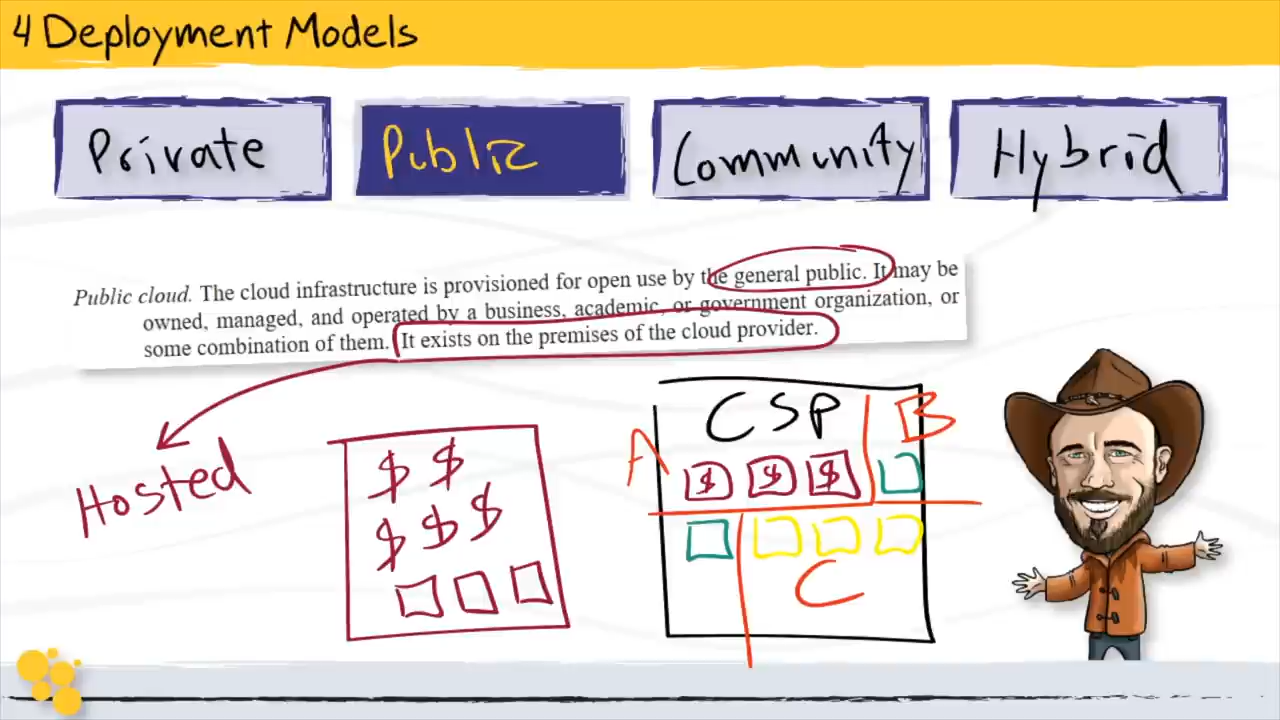 4 Deployment Models
Private
Public
Community
Hybrid
Public cloud. The cloud infrastructure is provisioned for open use by the general public. It may be
owned, managed, and operated by a business, academic, or government organization, or
some combination of them. It exists on the premises of the cloud provider.
Hosted
$ $
$ $ $
CSP
A
B
$ $ $
C